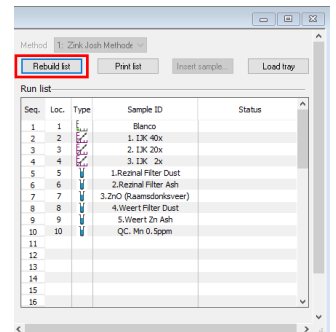 Method 1: Zink Josh Methode
Rebuild list Print list Insert sample... Load tray
Run list
Seq. Loc. Type Sample ID Status
1 1 Blanco
2 2 1. IJK 40x
3 3 2. IJK 20x
4 4 3. IJK 2x
5 5 1.Rezinal Filter Dust
6 6 2.Rezinal Filter Ash
7 7 3.ZnO (Raamsdonksveer)
8 8 4.Weert Filter Dust
9 9 5.Weert Zn Ash
10 10 QC. Mn 0.5ppm
11
12
13
14
15
16